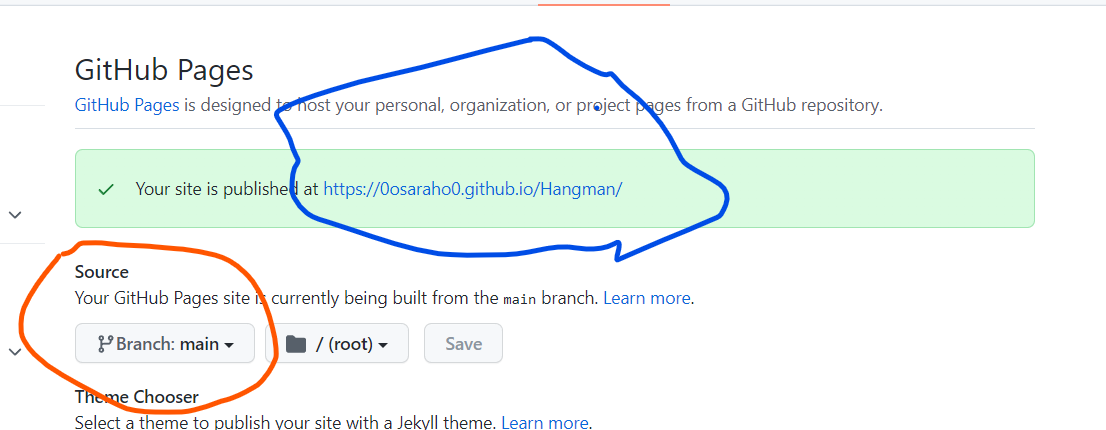 GitHub Pages
GitHub Pages is designed to host your personal, organization, or project pages from a GitHub repository.
Your site is published at https://0osaraho0.github.io/Hangman/
Source
Your GitHub Pages site is currently being built from the main branch. Learn more.
Branch: main / (root) Save
Theme Chooser
Select a theme to publish your site with a Jekyll theme. Learn more.